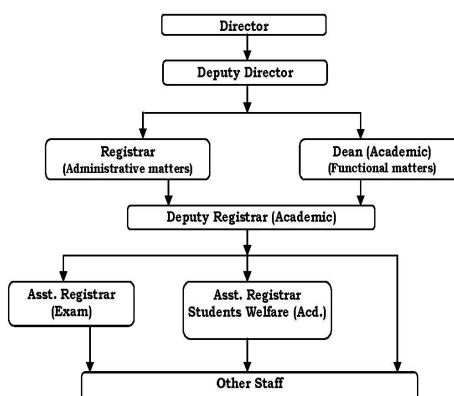 Director
Deputy Director
Registrar
(Administrative matters)
Dean (Academic)
(Functional matters)
Deputy Registrar (Academic)
Asst. Registrar
(Exam)
Asst. Registrar
Students Welfare (Acd.)
Other Staff